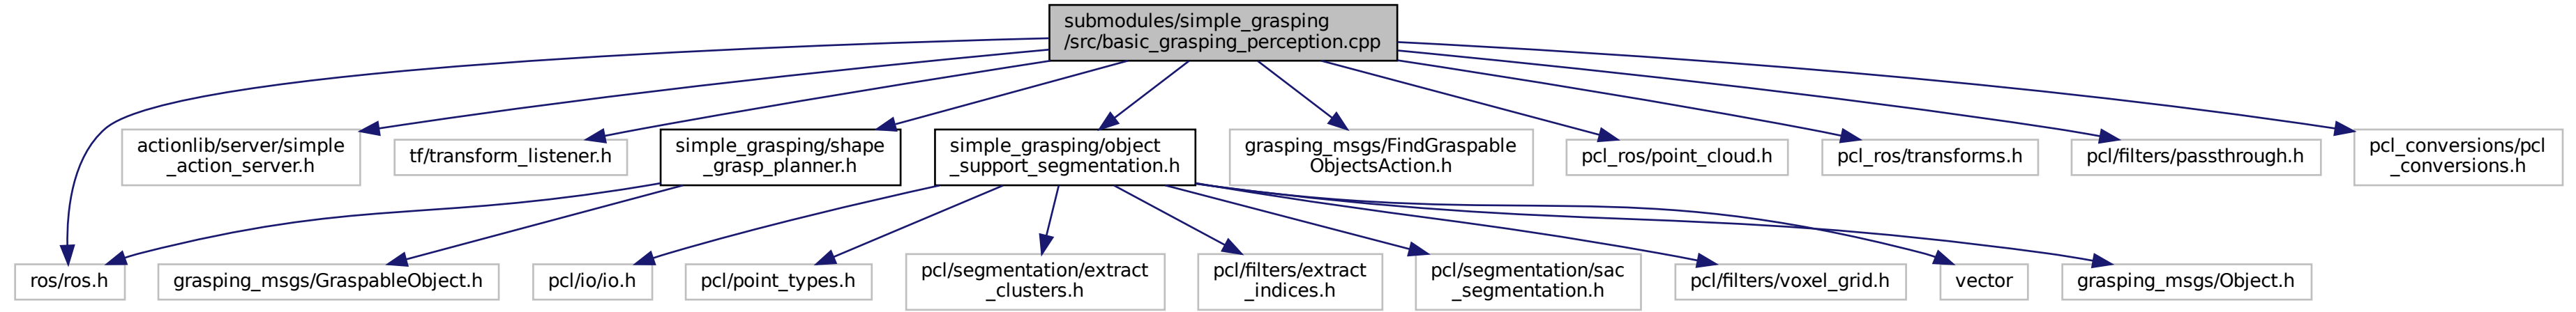 submodules/simple_grasping
/src/basic_grasping_perception.cpp
actionlib/server/simple
_action_server.h
tf/transform_listener.h
simple_grasping/shape
_grasp_planner.h
simple_grasping/object
_support_segmentation.h
grasping_msgs/FindGraspable
ObjectsAction.h
pcl_ros/point_cloud.h
pcl_ros/transforms.h
pcl/filters/passthrough.h
pcl_conversions/pcl
_conversions.h
ros/ros.h
grasping_msgs/GraspableObject.h
pcl/io/io.h
pcl/point_types.h
pcl/segmentation/extract
_clusters.h
pcl/filters/extract
_indices.h
pcl/segmentation/sac
_segmentation.h
pcl/filters/voxel_grid.h
vector
grasping_msgs/Object.h